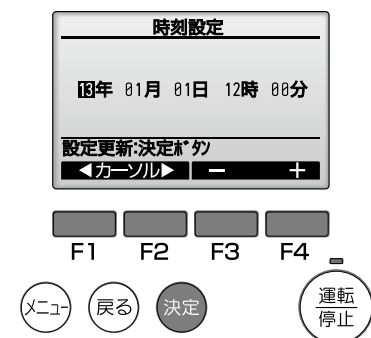 時刻設定
13年 01月 01日 12時 00分
設定更新:決定ボタン
◀カーソル▶ − +
F1 F2 F3 F4
メニュー 戻る 決定 運転
停止